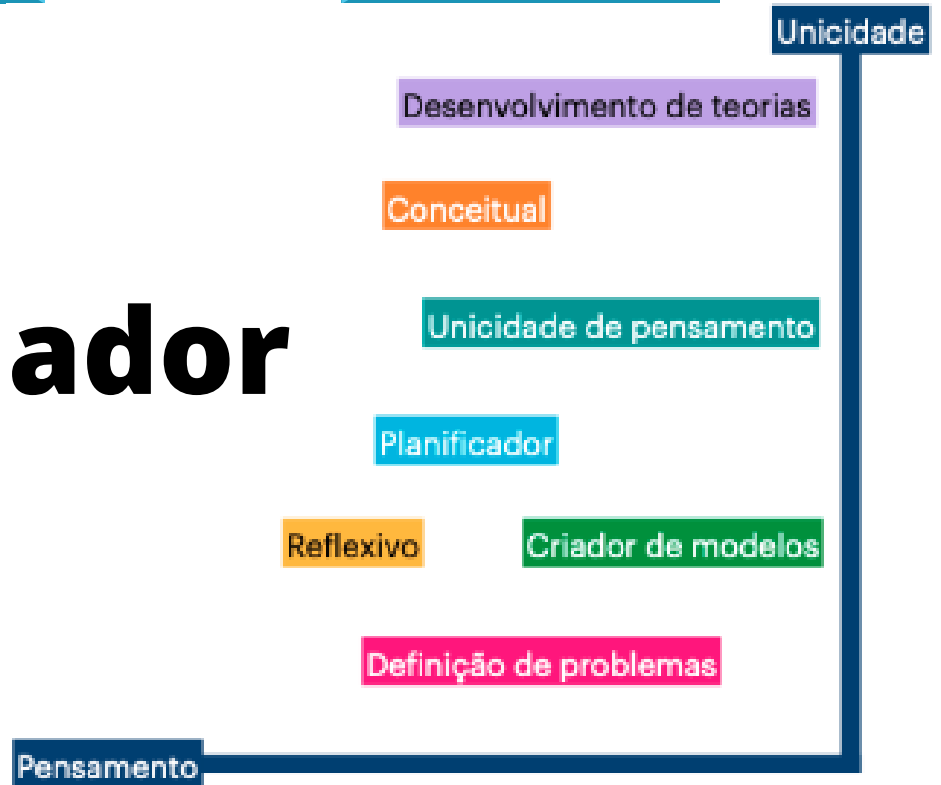 Unicidade
Desenvolvimento de teorias
Conceitual
Unicidade de pensamento
ador
Planificador
Reflexivo
Criador de modelos
Definição de problemas
Pensamento